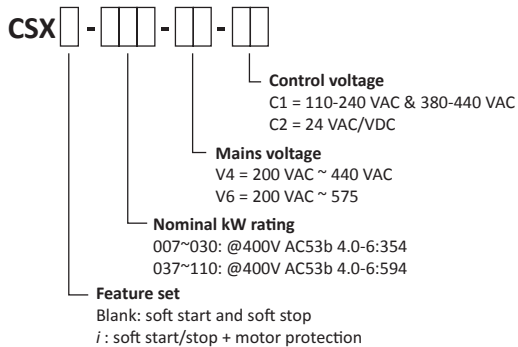 CSX - - -
Control voltage
C1 = 110-240 VAC & 380-440 VAC
C2 = 24 VAC/VDC
Mains voltage
V4 = 200 VAC ~ 440 VAC
V6 = 200 VAC ~ 575
Nominal kW rating
007~030: @400V AC53b 4.0-6:354
037~110: @400V AC53b 4.0-6:594
Feature set
Blank: soft start and soft stop
i : soft start/stop + motor protection